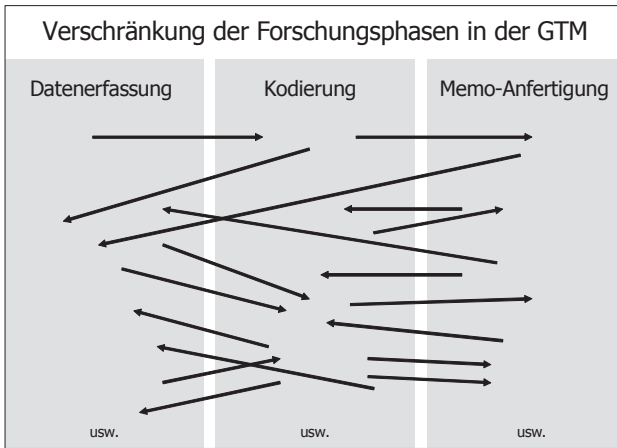 Verschränkung der Forschungsphasen in der GTM
Datenerfassung
Kodierung
Memo-Anfertigung
usw.
usw.
usw.